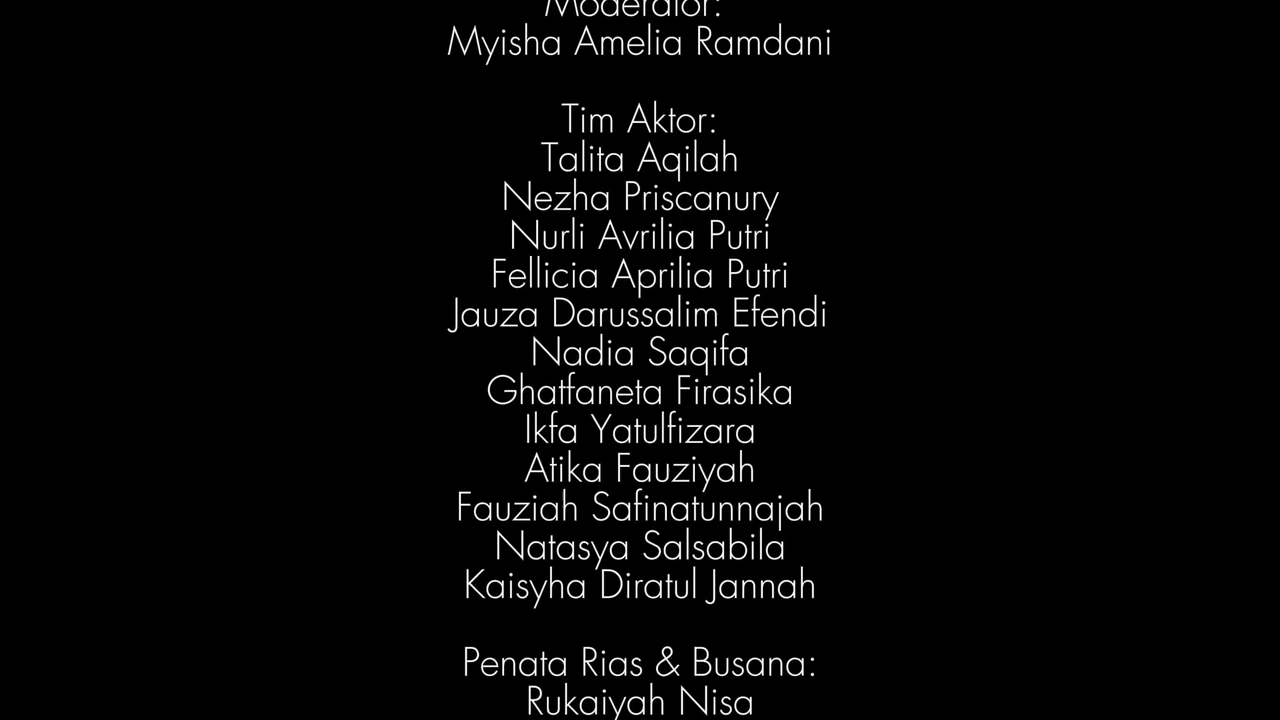 Moderator:
Myisha Amelia Ramdani
Tim Aktor:
Talita Aqilah
Nezha Priscanury
Nurli Avrilia Putri
Fellicia Aprilia Putri
Jauza Darussalim Efendi
Nadia Saqifa
Ghatfaneta Firasika
Ikfa Yatulfizara
Atika Fauziyah
Fauziah Safinatunnajah
Natasya Salsabila
Kaisyha Diratul Jannah
Penata Rias & Busana:
Rukaiyah Nisa